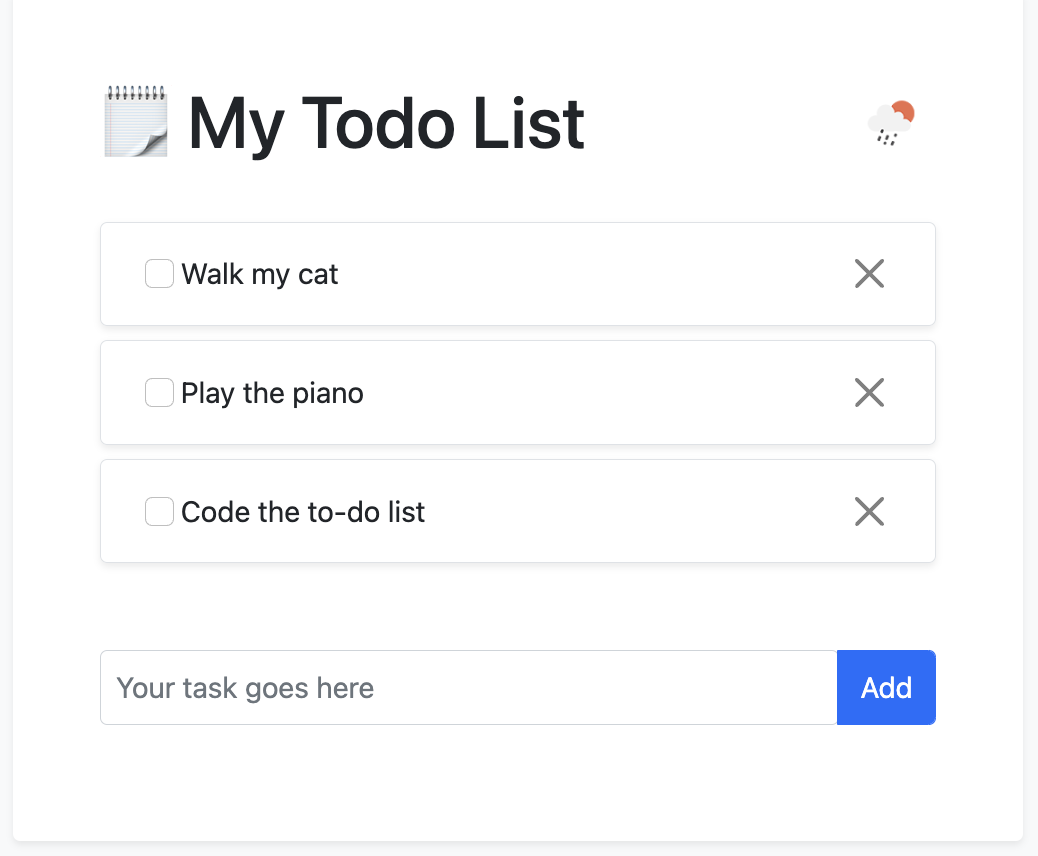 My Todo List
Walk my cat
Play the piano
Code the to-do list
Your task goes here
Add